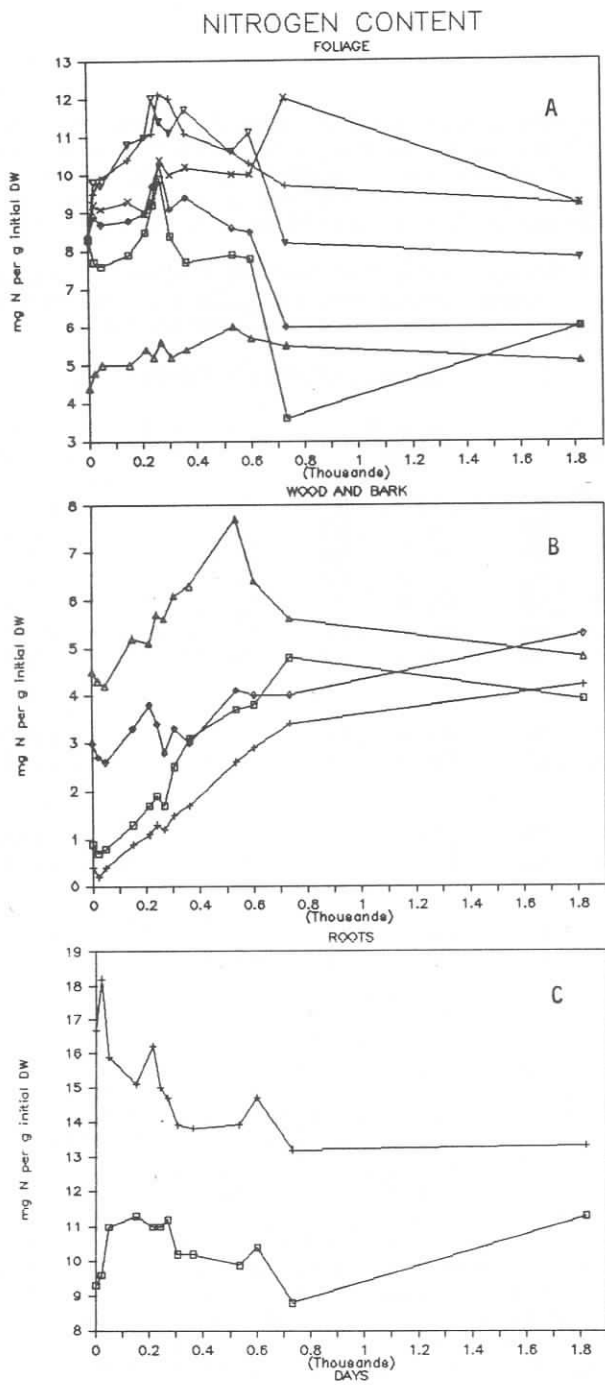 NITROGEN CONTENT
FOLIAGE
13
12
11
10
9
8
7
6
5
4
3
mg N per g initial DW
A
0 0.2 0.4 0.6 0.8 1 1.2 1.4 1.6 1.8
(Thousands)
WOOD AND BARK
8
7
6
5
4
3
2
1
0
mg N per g initial DW
B
0 0.2 0.4 0.6 0.8 1 1.2 1.4 1.6 1.8
(Thousands)
ROOTS
19
18
17
16
15
14
13
12
11
10
9
8
mg N per g initial DW
C
0 0.2 0.4 0.6 0.8 1 1.2 1.4 1.6 1.8
(Thousands)
DAYS